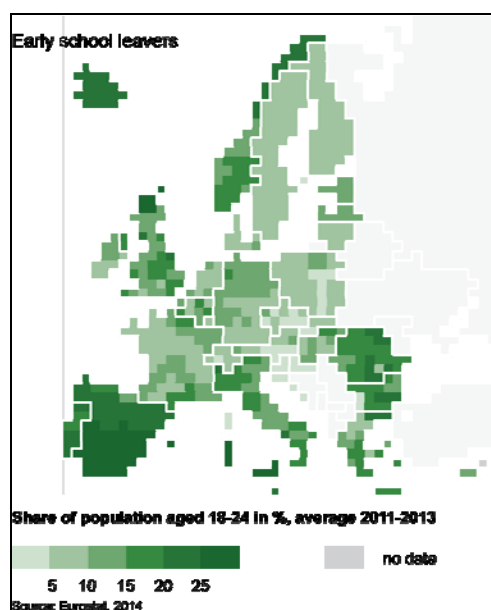 Early school leavers
Share of population aged 18-24 in %, average 2011-2013
no data
5 10 15 20 25
Source: Eurostat, 2014